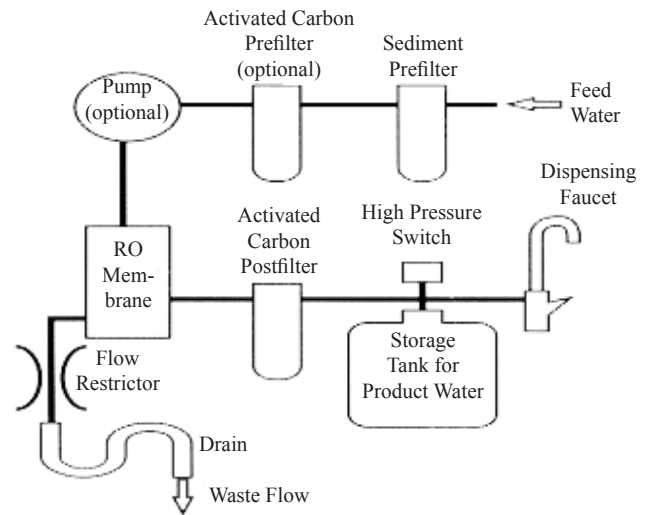 Activated Carbon
Prefilter
(optional)
Sediment
Prefilter
Pump
(optional)
Feed
Water
Dispensing
Faucet
High Pressure
Switch
Activated
Carbon
Postfilter
RO
Mem-
brane
Storage
Tank for
Product Water
Flow
Restrictor
Drain
Waste Flow